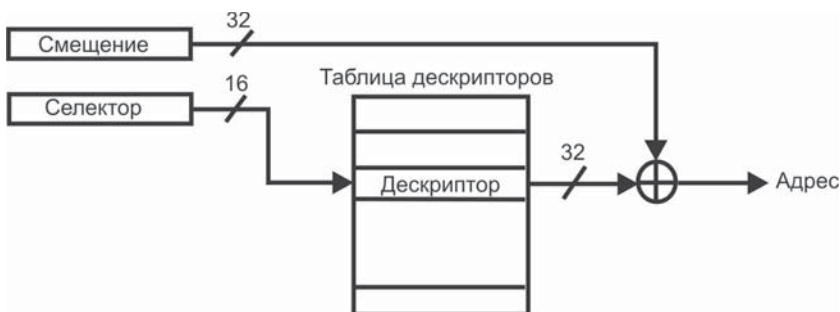 32
Смещение
Таблица дескрипторов
16
Селектор
32
Дескриптор
Адрес